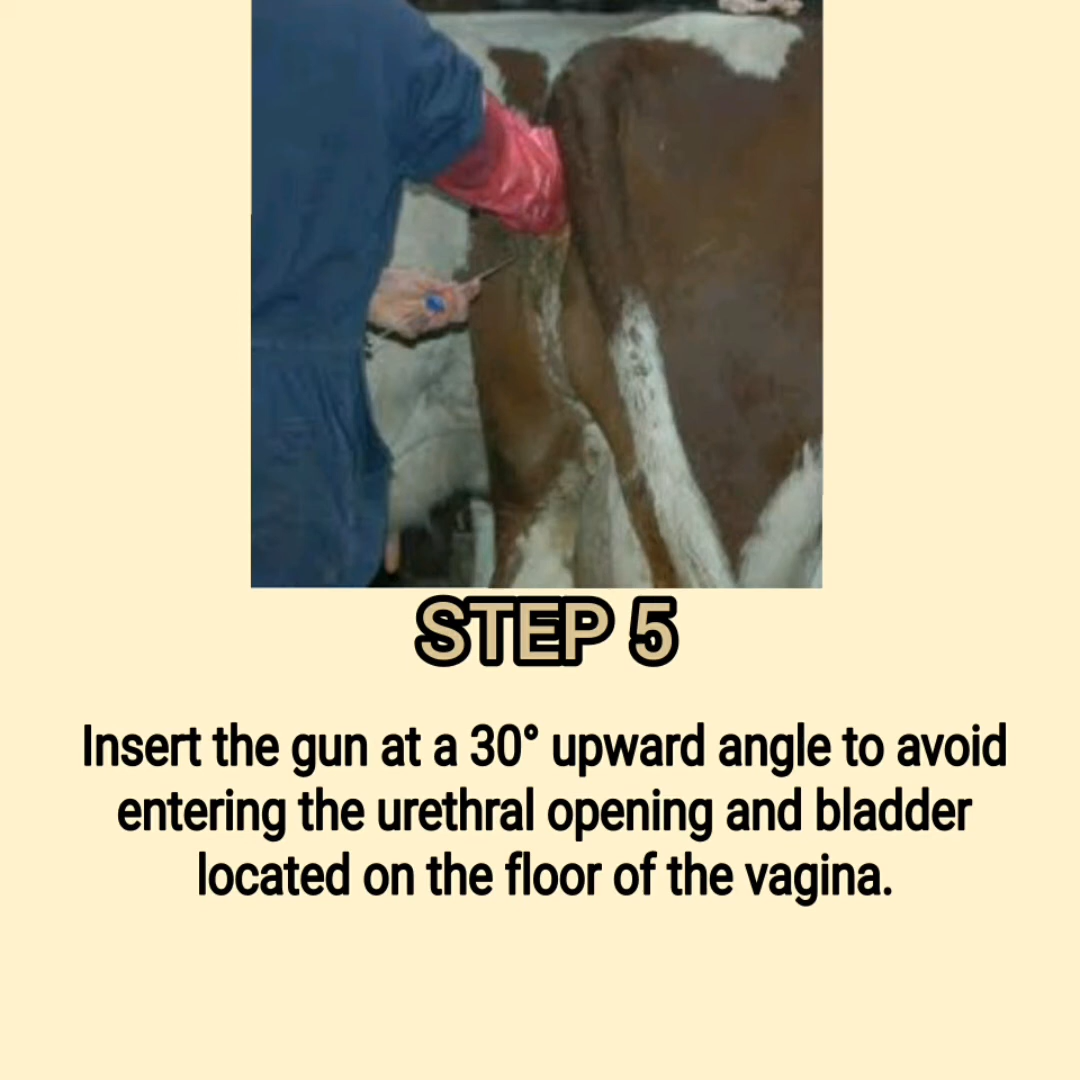 STEP 5
Insert the gun at a 30° upward angle to avoid
entering the urethral opening and bladder
located on the floor of the vagina.